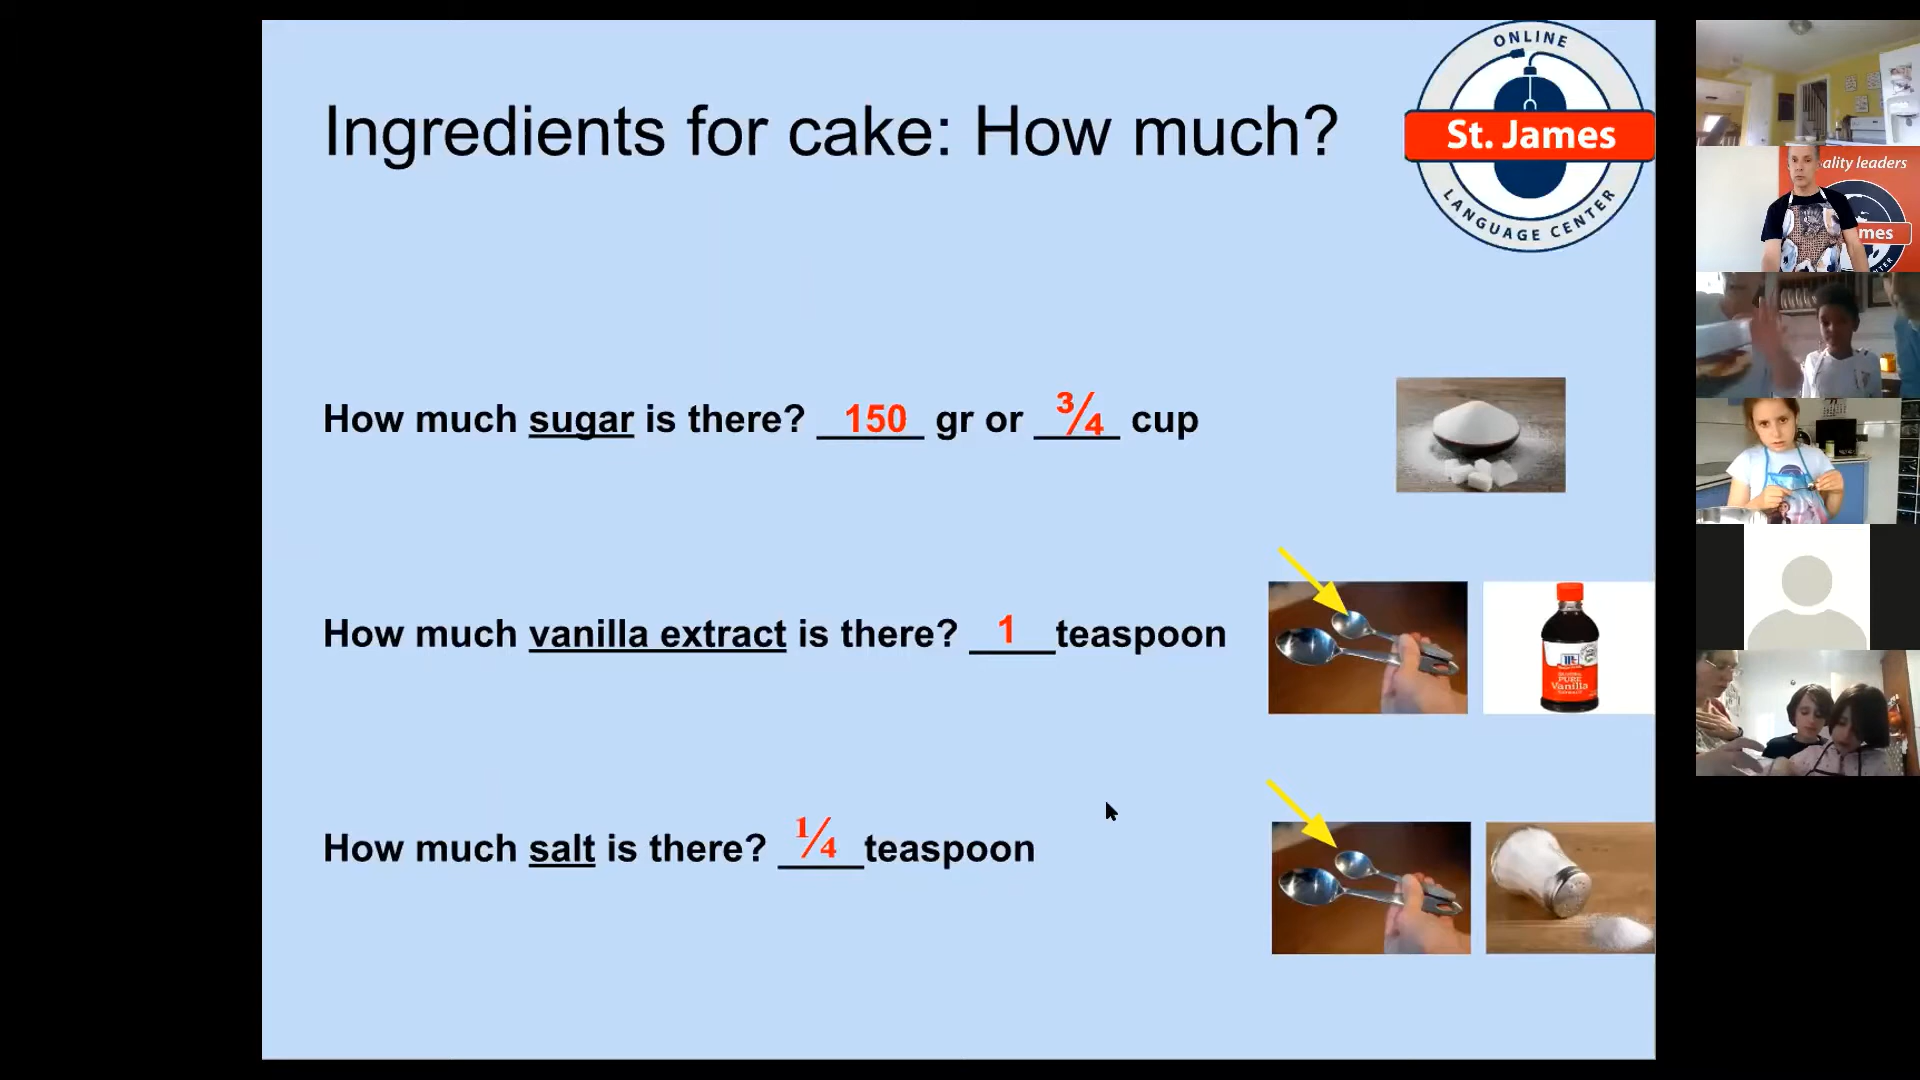 Ingredients for cake: How much?
ONLINE
St. James
LANGUAGE CENTER
How much sugar is there? 150 gr or ¾ cup
How much vanilla extract is there? 1 teaspoon
PURE
Vanilla
How much salt is there? ¼ teaspoon
ality leaders
mes